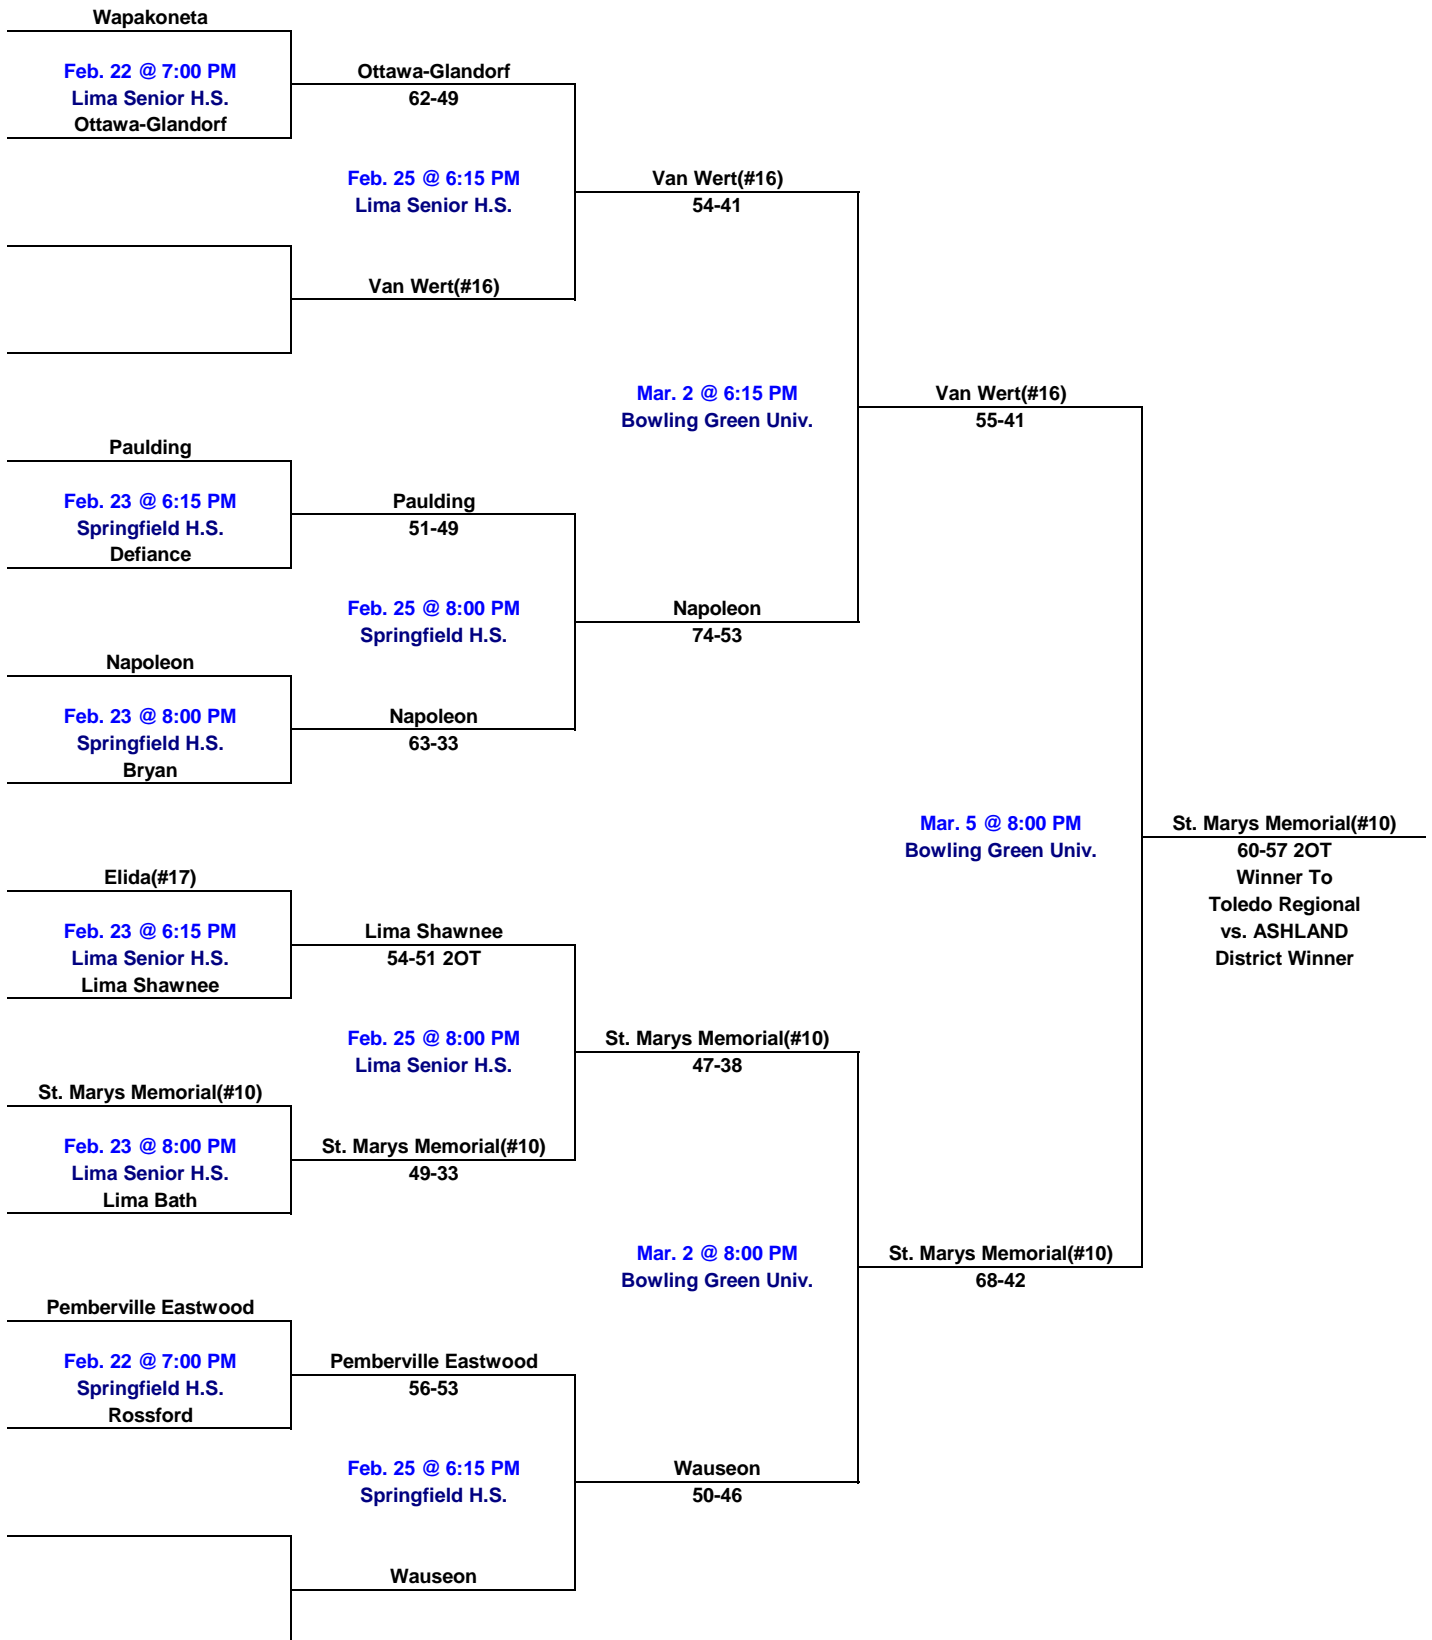 Wapakoneta
Feb. 22 @ 7:00 PM
Lima Senior H.S.
Ottawa-Glandorf
Ottawa-Glandorf
62-49
Feb. 25 @ 6:15 PM
Lima Senior H.S.
Van Wert(#16)
Van Wert(#16)
54-41
Mar. 2 @ 6:15 PM
Bowling Green Univ.
Van Wert(#16)
55-41
Paulding
Feb. 23 @ 6:15 PM
Springfield H.S.
Defiance
Paulding
51-49
Feb. 25 @ 8:00 PM
Springfield H.S.
Napoleon
74-53
Napoleon
Feb. 23 @ 8:00 PM
Springfield H.S.
Bryan
Napoleon
63-33
Mar. 5 @ 8:00 PM
Bowling Green Univ.
St. Marys Memorial(#10)
60-57 2OT
Winner To
Toledo Regional
vs. ASHLAND
District Winner
Elida(#17)
Feb. 23 @ 6:15 PM
Lima Senior H.S.
Lima Shawnee
Lima Shawnee
54-51 2OT
Feb. 25 @ 8:00 PM
Lima Senior H.S.
St. Marys Memorial(#10)
47-38
St. Marys Memorial(#10)
Feb. 23 @ 8:00 PM
Lima Senior H.S.
Lima Bath
St. Marys Memorial(#10)
49-33
Mar. 2 @ 8:00 PM
Bowling Green Univ.
St. Marys Memorial(#10)
68-42
Pemberville Eastwood
Feb. 22 @ 7:00 PM
Springfield H.S.
Rossford
Pemberville Eastwood
56-53
Feb. 25 @ 6:15 PM
Springfield H.S.
Wauseon
50-46
Wauseon